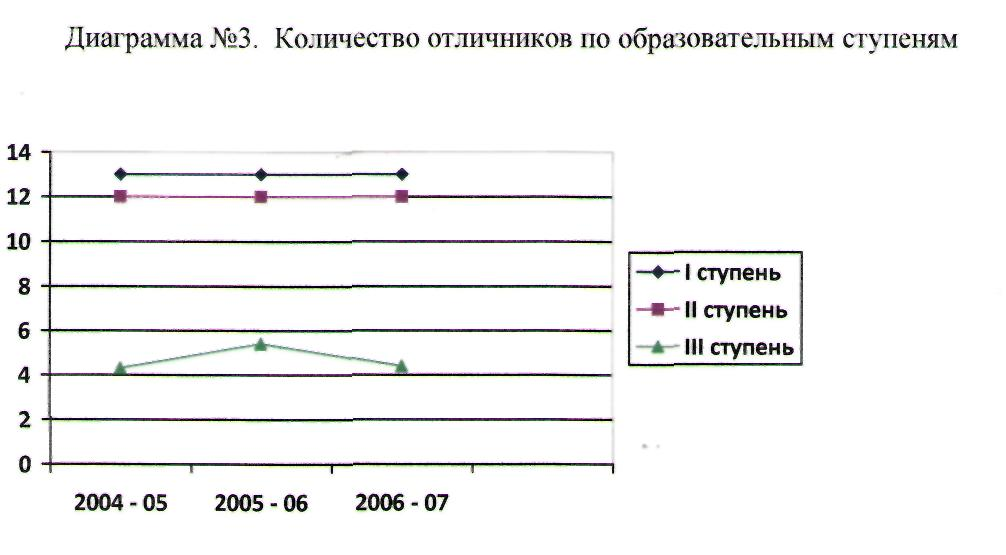 Диаграмма №3. Количество отличников по образовательным ступеням
14
12
10
8
6
4
2
0
2004 - 05 2005 - 06 2006 - 07
I ступень
II ступень
III ступень